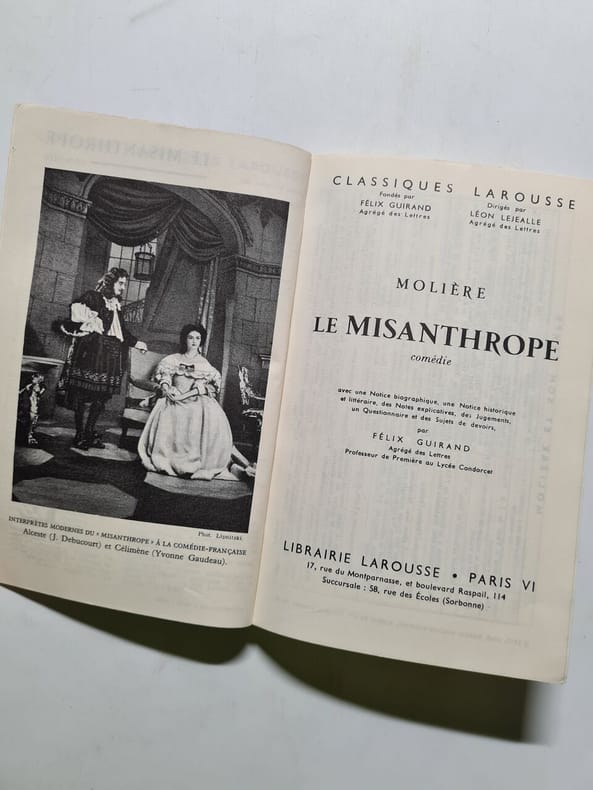 Phot. Lipnitzki.
INTERPRÈTES MODERNES DU « MISANTHROPE » À LA COMÉDIE-FRANÇAISE
Alceste (J. Debucourt) et Célimène (Yvonne Gaudeau).
CLASSIQUES LAROUSSE
Fondés par
FÉLIX GUIRAND
Agrégé des Lettres
Dirigés par
LÉON LEJEALLE
Agrégé des Lettres
MOLIÈRE
LE MISANTHROPE
comédie
avec une Notice biographique, une Notice historique
et littéraire, des Notes explicatives, des Jugements,
un Questionnaire et des Sujets de devoirs,
par
FÉLIX GUIRAND
Agrégé des Lettres
Professeur de Première au Lycée Condorcet
LIBRAIRIE LAROUSSE • PARIS VI
17, rue du Montparnasse, et boulevard Raspail, 114
Succursale : 58, rue des Écoles (Sorbonne)
LE MISANTHROPE